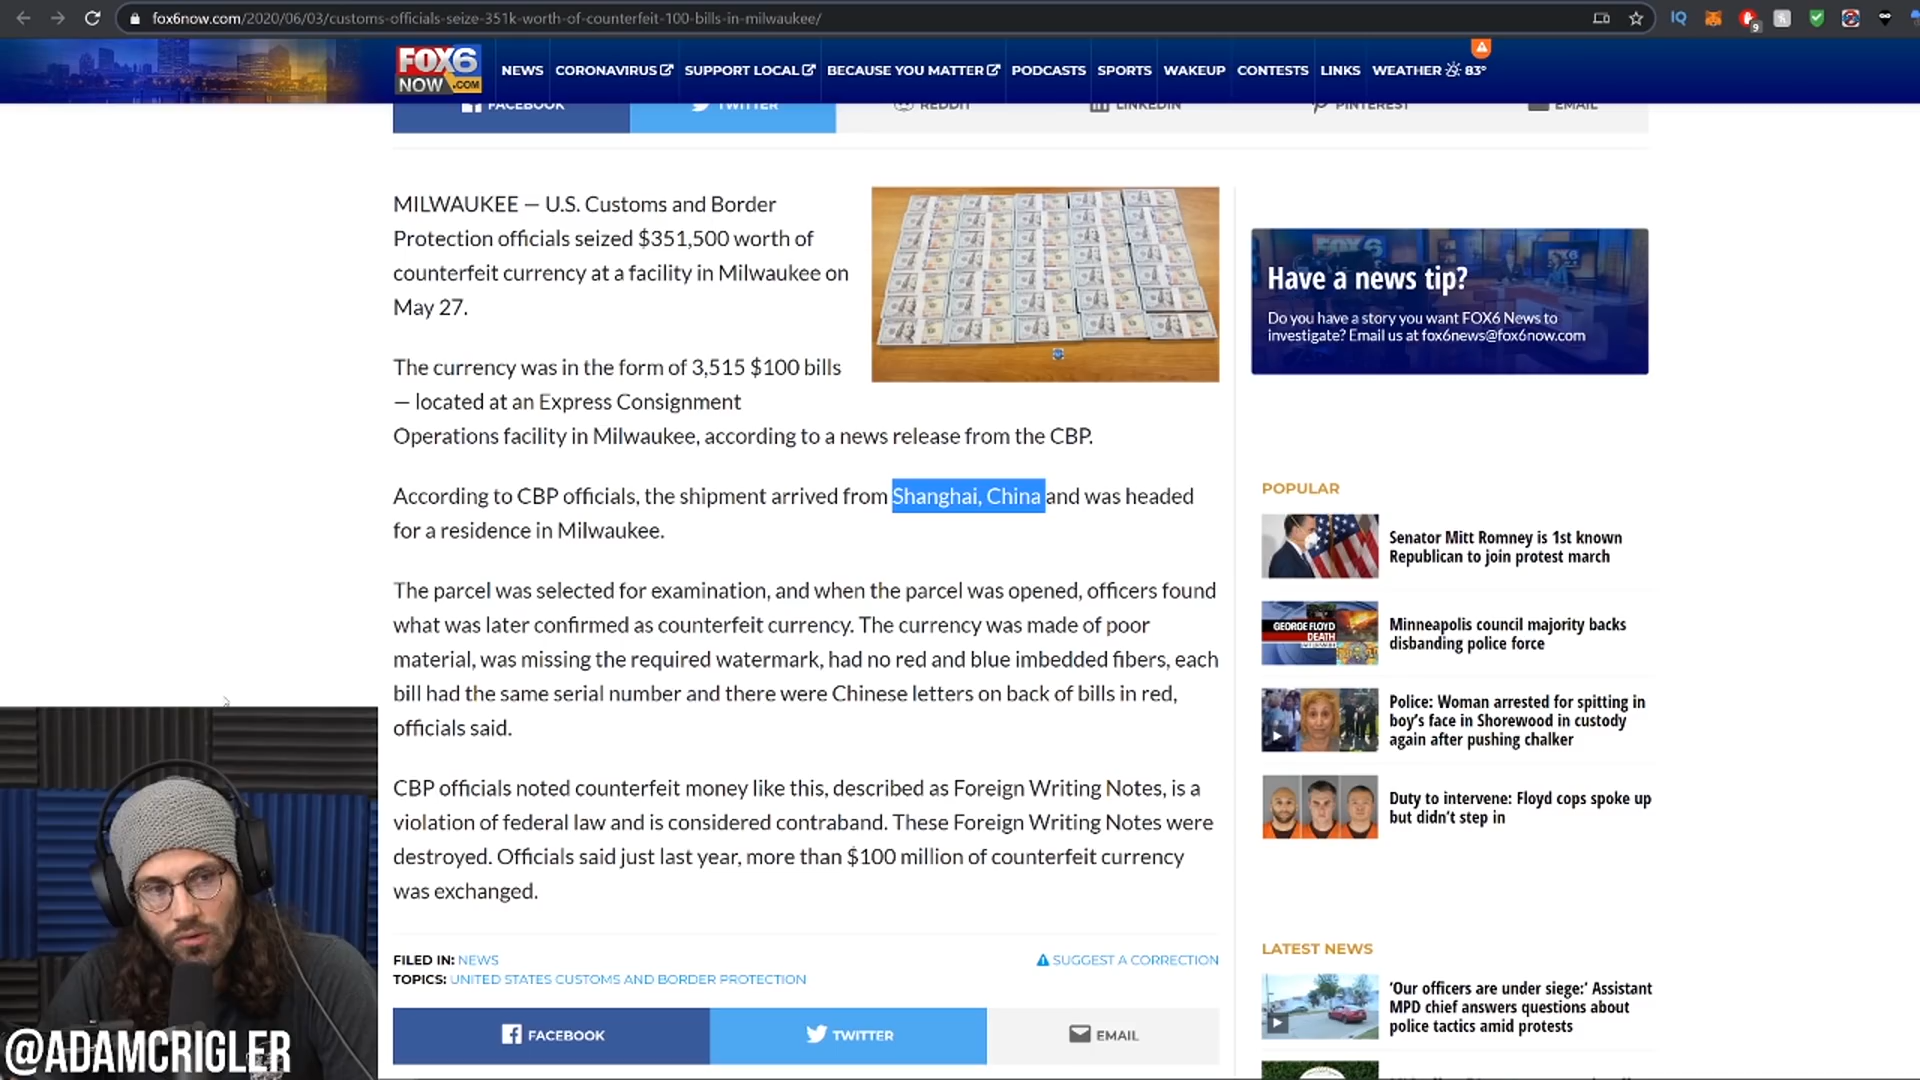 fox6now.com/2020/06/03/customs-officials-seize-351k-worth-of-counterfeit-100-bills-in-milwaukee/
IQ
9
FOX6
NOW.COM
NEWS
CORONAVIRUS
SUPPORT LOCAL
BECAUSE YOU MATTER
PODCASTS
SPORTS
WAKEUP
CONTESTS
LINKS
WEATHER
83°
FACEBOOK
TWITTER
REDDIT
LINKEDIN
PINTEREST
EMAIL
MILWAUKEE — U.S. Customs and Border
Protection officials seized $351,500 worth of
counterfeit currency at a facility in Milwaukee on
May 27.
The currency was in the form of 3,515 $100 bills
— located at an Express Consignment
Operations facility in Milwaukee, according to a news release from the CBP.
According to CBP officials, the shipment arrived from Shanghai, China and was headed
for a residence in Milwaukee.
The parcel was selected for examination, and when the parcel was opened, officers found
what was later confirmed as counterfeit currency. The currency was made of poor
material, was missing the required watermark, had no red and blue imbedded fibers, each
bill had the same serial number and there were Chinese letters on back of bills in red,
officials said.
CBP officials noted counterfeit money like this, described as Foreign Writing Notes, is a
violation of federal law and is considered contraband. These Foreign Writing Notes were
destroyed. Officials said just last year, more than $100 million of counterfeit currency
was exchanged.
FILED IN: NEWS
TOPICS: UNITED STATES CUSTOMS AND BORDER PROTECTION
SUGGEST A CORRECTION
FACEBOOK
TWITTER
EMAIL
FOX6
Have a news tip?
Do you have a story you want FOX6 News to
investigate? Email us at fox6news@fox6now.com
POPULAR
Senator Mitt Romney is 1st known
Republican to join protest march
GEORGE FLOYD
DEATH
Minneapolis council majority backs
disbanding police force
Police: Woman arrested for spitting in
boy's face in Shorewood in custody
again after pushing chalker
Duty to intervene: Floyd cops spoke up
but didn't step in
LATEST NEWS
'Our officers are under siege:' Assistant
MPD chief answers questions about
police tactics amid protests
@ADAMCRIGLER